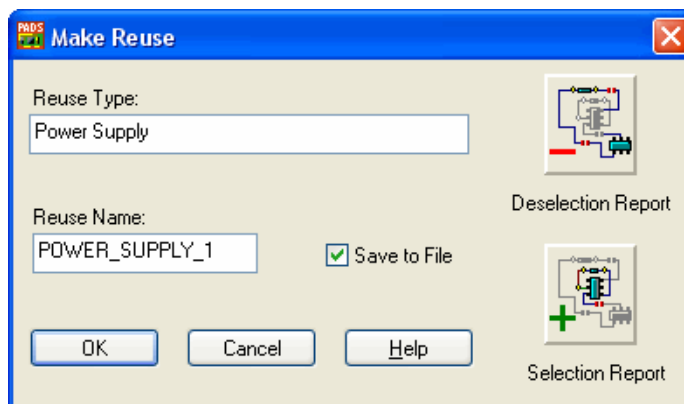 PADS
Make Reuse
Reuse Type:
Power Supply
Deselection Report
Reuse Name:
POWER_SUPPLY_1
Save to File
OK
Cancel
Help
Selection Report